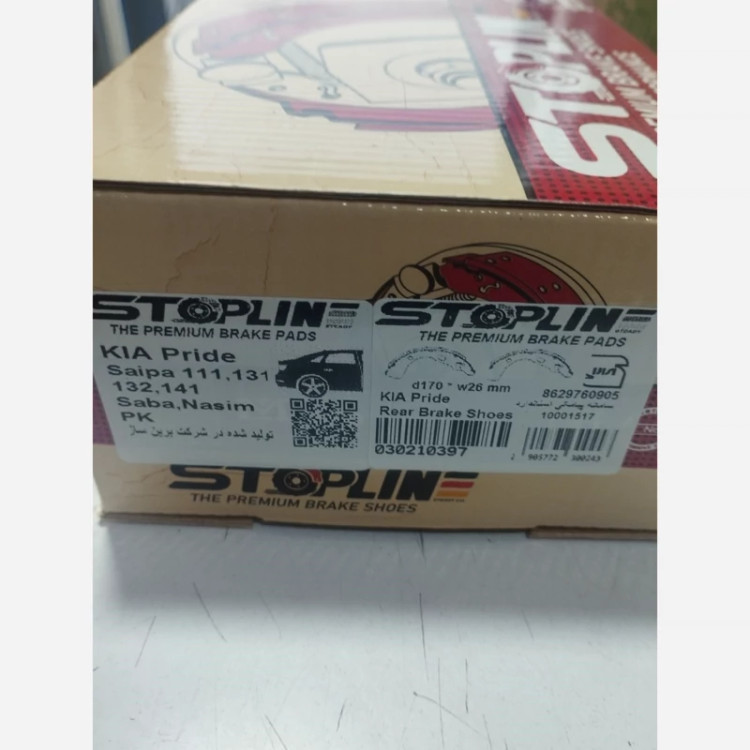 STOPLINE
STOPLINE
THE PREMIUM BRAKE PADS
KIA Pride
Saipa 111,131
132,141
Saba,Nasim
PK
تولید شده در شرکت برین ساز
STOPLINE
THE PREMIUM BRAKE PADS
d170 * w26 mm
KIA Pride
Rear Brake Shoes
030210397
8629760905
10001517
STOPLINE
THE PREMIUM BRAKE SHOES